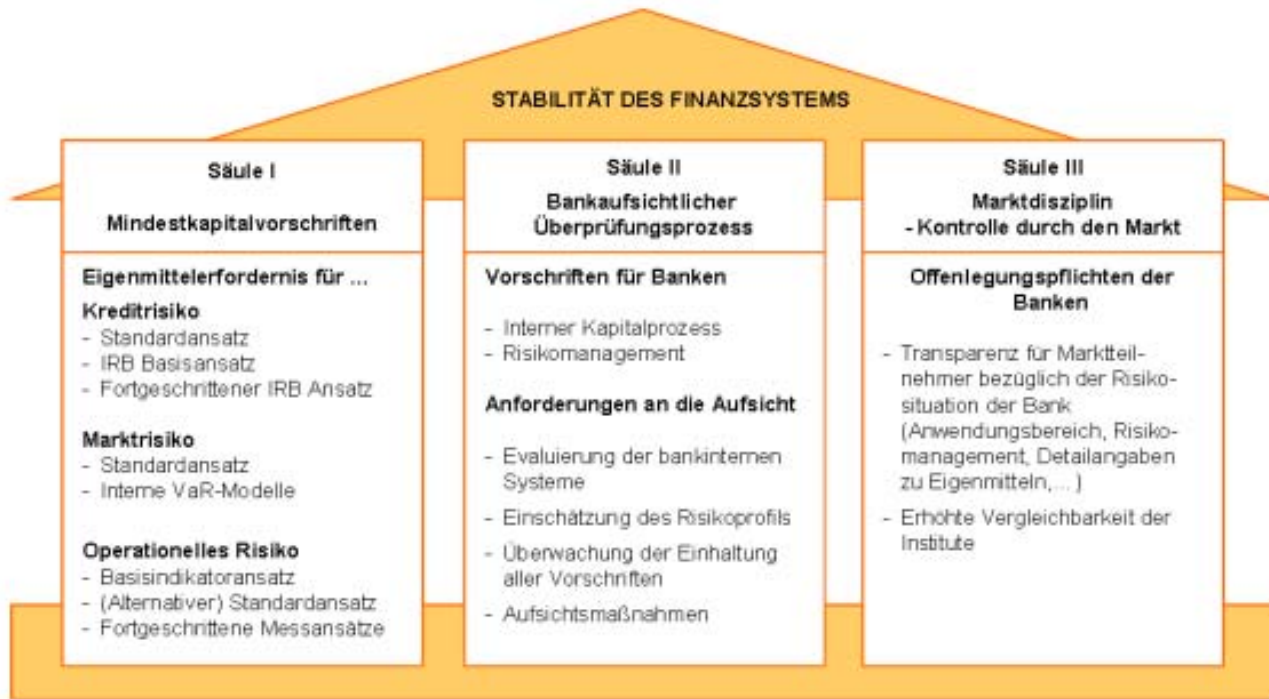 STABILITÄT DES FINANZSYSTEMS
Säule I
Mindestkapitalvorschriften
Eigenmittelerfordernis für ...
Kreditrisiko
- Standardansatz
- IRB Basisansatz
- Fortgeschrittener IRB Ansatz
Marktrisiko
- Standardansatz
- Interne VaR-Modelle
Operationelles Risiko
- Basisindikatoransatz
- (Alternativer) Standardansatz
- Fortgeschrittene Messansätze
Säule II
Bankaufsichtlicher
Überprüfungsprozess
Vorschriften für Banken
- Interner Kapitalprozess
- Risikomanagement
Anforderungen an die Aufsicht
- Evaluierung der bankinternen
Systeme
- Einschätzung des Risikoprofils
- Überwachung der Einhaltung
aller Vorschriften
- Aufsichtsmaßnahmen
Säule III
Marktdisziplin
- Kontrolle durch den Markt
Offenlegungspflichten der
Banken
- Transparenz für Marktteil-
nehmer bezüglich der Risiko-
situation der Bank
(Anwendungsbereich, Risiko-
management, Detailangaben
zu Eigenmitteln,... )
- Erhöhte Vergleichbarkeit der
Institute